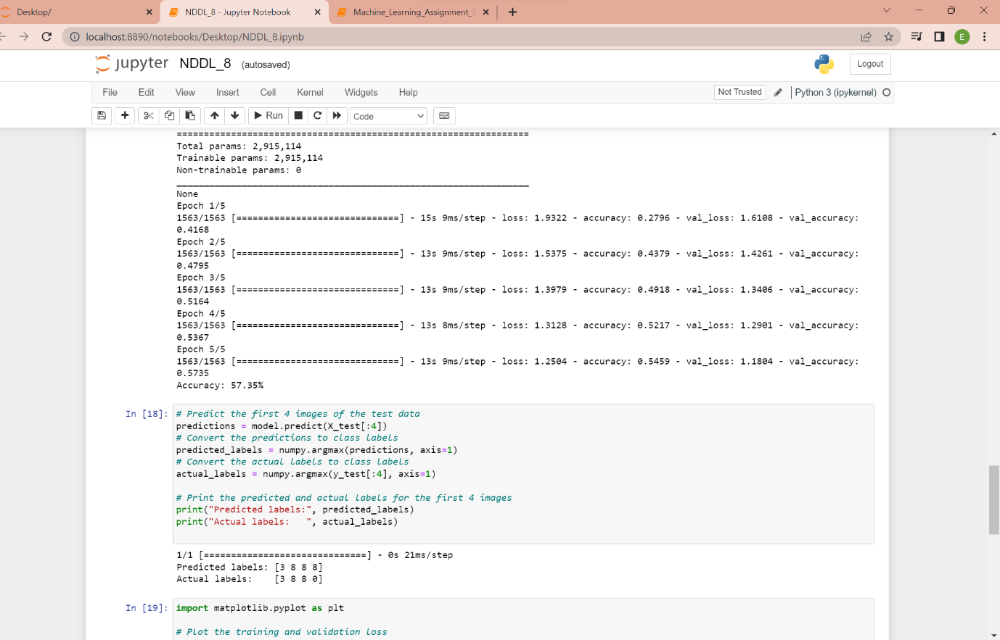 Desktop/
NDDL_8 - Jupyter Notebook
Machine_Learning_Assignment_3
localhost:8890/notebooks/Desktop/NDDL_8.ipynb
E
jupyter NDDL_8 (autosaved)
Logout
File Edit View Insert Cell Kernel Widgets Help
Not Trusted
Python 3 (ipykernel)
Run
Code
=================================================================
Total params: 2,915,114
Trainable params: 2,915,114
Non-trainable params: 0
_________________________________________________________________
None
Epoch 1/5
1563/1563 [==============================] - 15s 9ms/step - loss: 1.9322 - accuracy: 0.2796 - val_loss: 1.6108 - val_accuracy:
0.4168
Epoch 2/5
1563/1563 [==============================] - 13s 9ms/step - loss: 1.5375 - accuracy: 0.4379 - val_loss: 1.4261 - val_accuracy:
0.4795
Epoch 3/5
1563/1563 [==============================] - 13s 9ms/step - loss: 1.3979 - accuracy: 0.4918 - val_loss: 1.3406 - val_accuracy:
0.5164
Epoch 4/5
1563/1563 [==============================] - 13s 8ms/step - loss: 1.3128 - accuracy: 0.5217 - val_loss: 1.2901 - val_accuracy:
0.5367
Epoch 5/5
1563/1563 [==============================] - 13s 9ms/step - loss: 1.2504 - accuracy: 0.5459 - val_loss: 1.1804 - val_accuracy:
0.5735
Accuracy: 57.35%
In [18]: # Predict the first 4 images of the test data
predictions = model.predict(X_test[:4])
# Convert the predictions to class labels
predicted_labels = numpy.argmax(predictions, axis=1)
# Convert the actual labels to class labels
actual_labels = numpy.argmax(y_test[:4], axis=1)
# Print the predicted and actual labels for the first 4 images
print("Predicted labels:", predicted_labels)
print("Actual labels:   ", actual_labels)
1/1 [==============================] - 0s 21ms/step
Predicted labels: [3 8 8 8]
Actual labels:    [3 8 8 0]
In [19]: import matplotlib.pyplot as plt
# Plot the training and validation loss